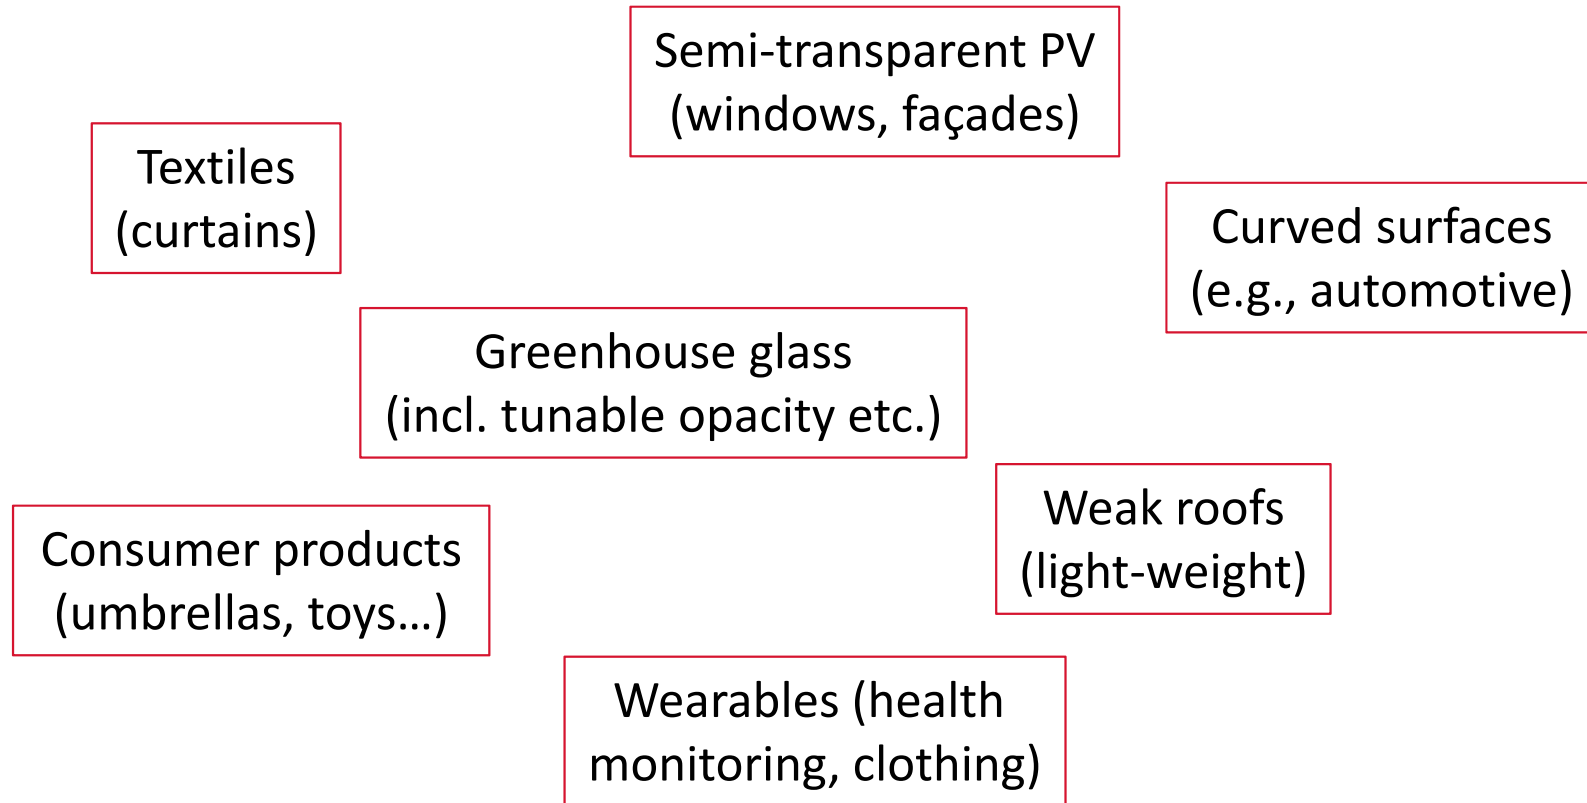 Semi-transparent PV
(windows, façades)
Textiles
(curtains)
Curved surfaces
(e.g., automotive)
Greenhouse glass
(incl. tunable opacity etc.)
Weak roofs
(light-weight)
Consumer products
(umbrellas, toys…)
Wearables (health
monitoring, clothing)